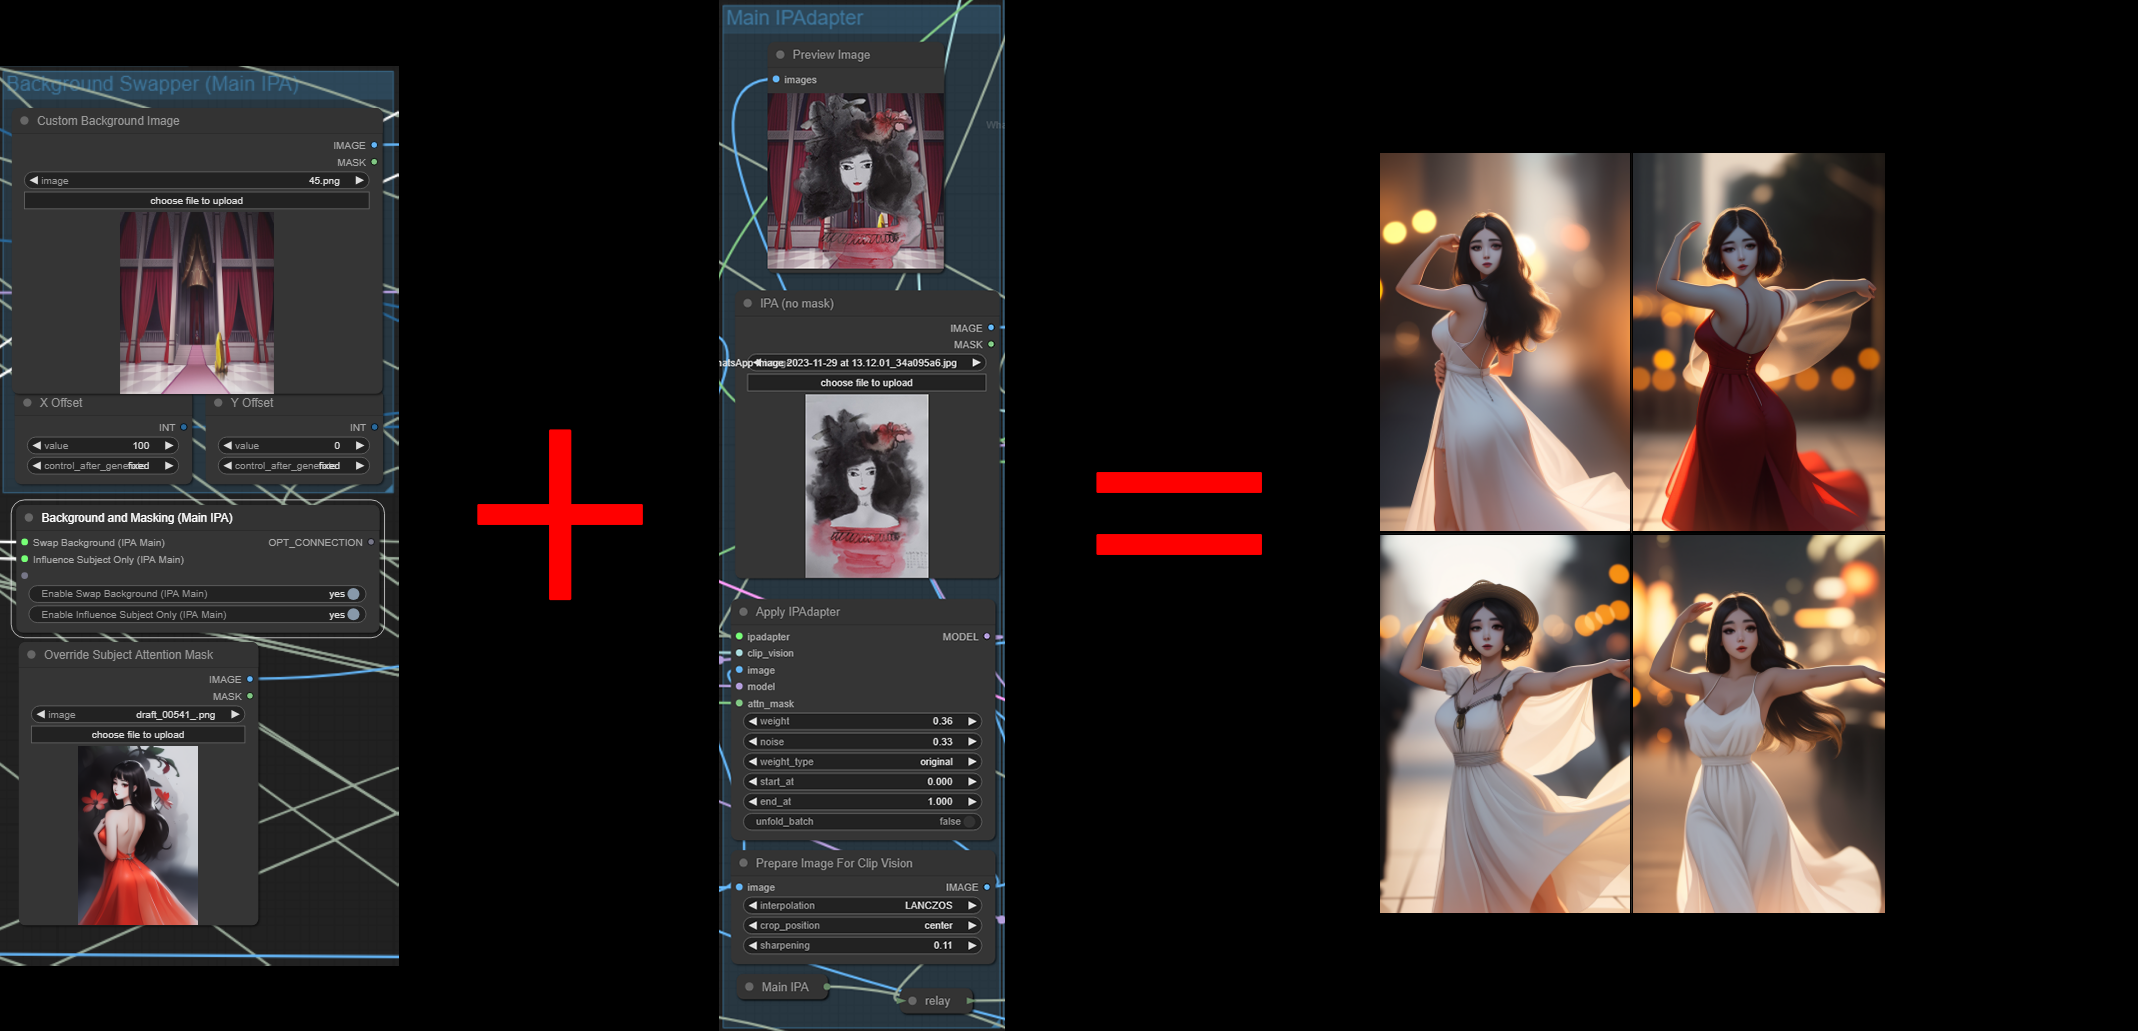 Background Swapper (Main IPA)
Custom Background Image
IMAGE
MASK
image 45.png
choose file to upload
X Offset
INT
value 100
control_after_gene fixed
Y Offset
INT
value 0
control_after_gene fixed
Background and Masking (Main IPA)
Swap Background (IPA Main) OPT_CONNECTION
Influence Subject Only (IPA Main)
Enable Swap Background (IPA Main) yes
Enable Influence Subject Only (IPA Main) yes
Override Subject Attention Mask
IMAGE
MASK
image draft_00541_.png
choose file to upload
Main IPAdapter
Preview Image
images
IPA (no mask)
IMAGE
MASK
atsApp Image 2023-11-29 at 13.12.01_34a095a6.jpg
choose file to upload
Apply IPAdapter
ipadapter MODEL
clip_vision
image
model
attn_mask
weight 0.36
noise 0.33
weight_type original
start_at 0.000
end_at 1.000
unfold_batch false
Prepare Image For Clip Vision
image IMAGE
interpolation LANCZOS
crop_position center
sharpening 0.11
Main IPA
relay